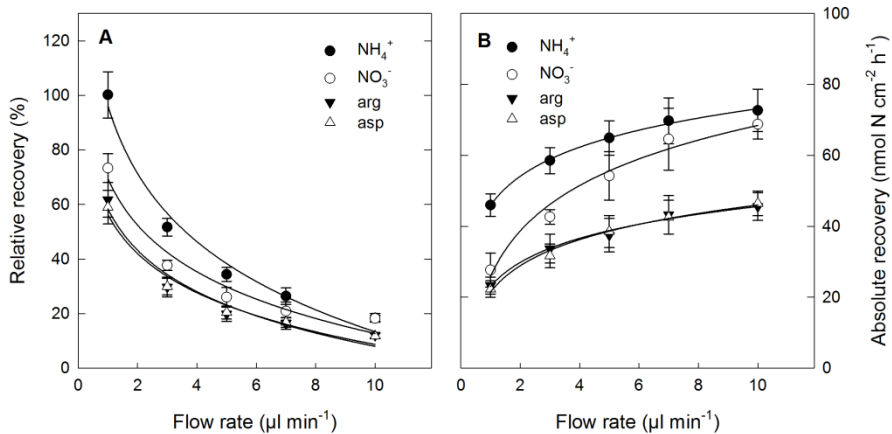 A
B
NH₄⁺
NO₃⁻
arg
asp
NH₄⁺
NO₃⁻
arg
asp
Relative recovery (%)
120
100
80
60
40
20
0
0 2 4 6 8 10
Flow rate (µl min⁻¹)
0 2 4 6 8 10
Flow rate (µl min⁻¹)
100
80
60
40
20
0
Absolute recovery (nmol N cm⁻² h⁻¹)